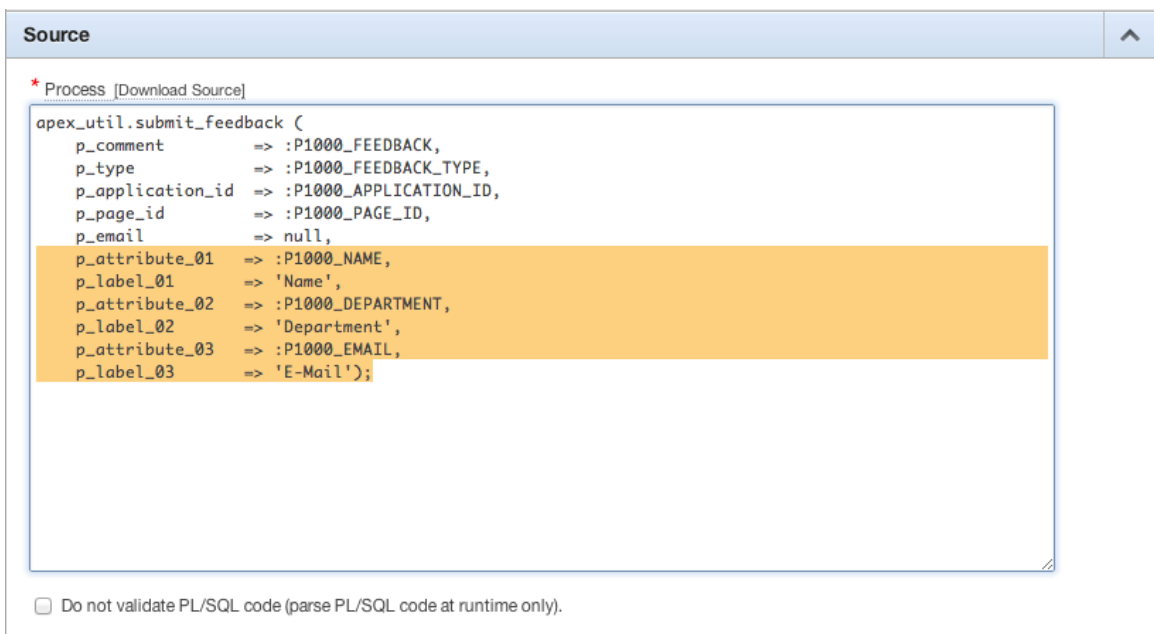 Source
* Process [Download Source]
apex_util.submit_feedback (
    p_comment         => :P1000_FEEDBACK,
    p_type            => :P1000_FEEDBACK_TYPE,
    p_application_id  => :P1000_APPLICATION_ID,
    p_page_id         => :P1000_PAGE_ID,
    p_email           => null,
    p_attribute_01   => :P1000_NAME,
    p_label_01       => 'Name',
    p_attribute_02   => :P1000_DEPARTMENT,
    p_label_02       => 'Department',
    p_attribute_03   => :P1000_EMAIL,
    p_label_03       => 'E-Mail');
Do not validate PL/SQL code (parse PL/SQL code at runtime only).